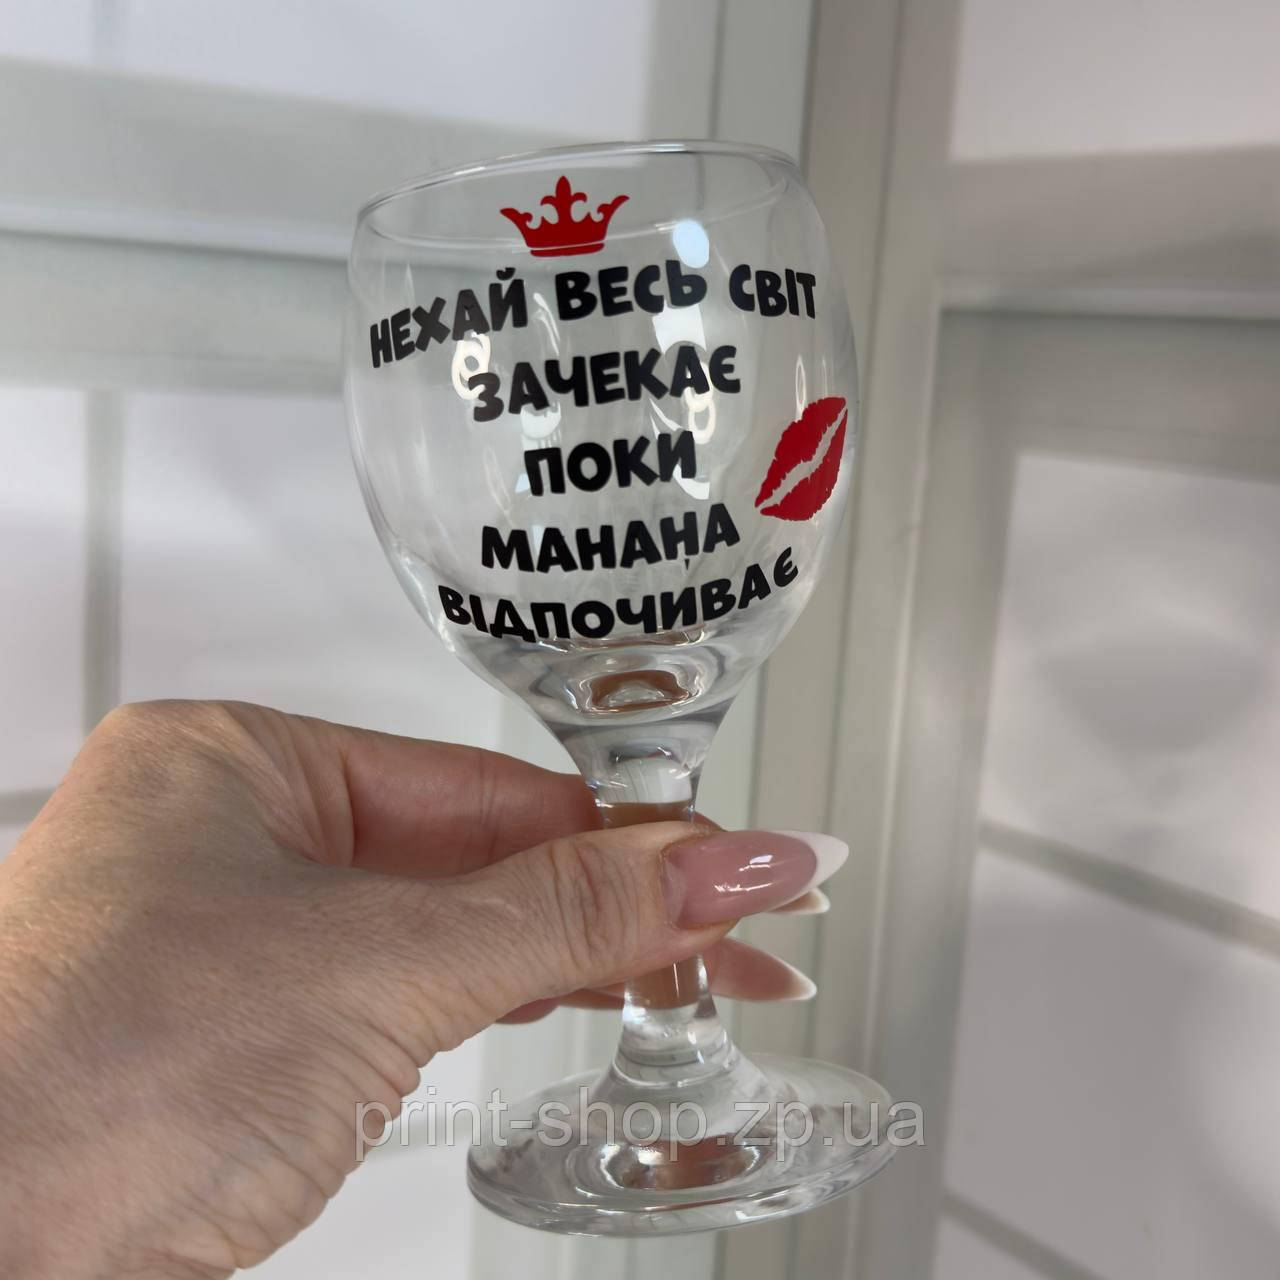 НЕХАЙ ВЕСЬ СВІТ
ЗАЧЕКАЄ
ПОКИ
МАНАНА
ВІДПОЧИВАЄ
print-shop.zp.ua